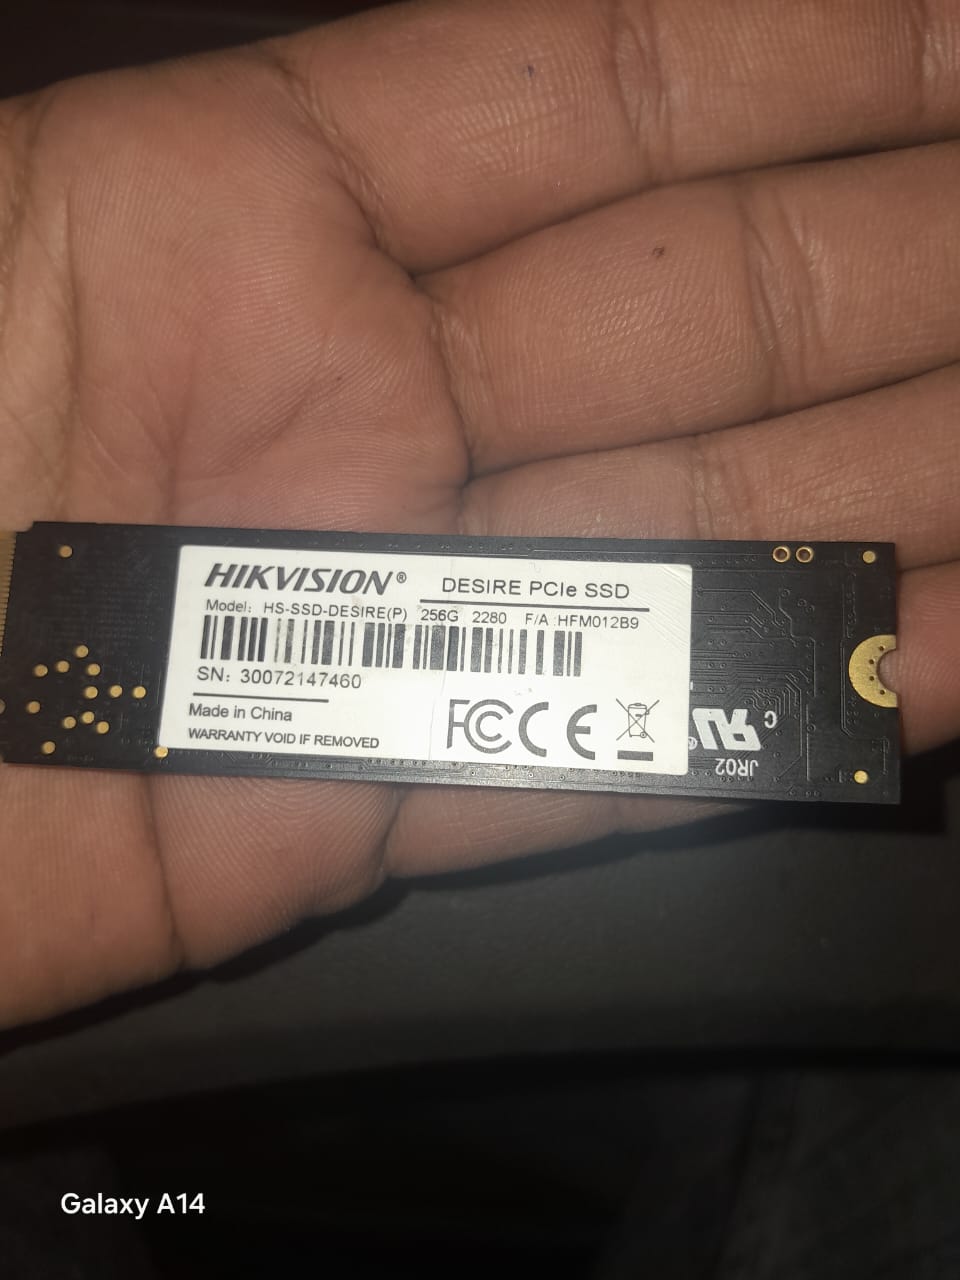 HIKVISION® DESIRE PCIe SSD
Model: HS-SSD-DESIRE(P) 256G 2280 F/A :HFM012B9
SN: 30072147460
Made in China
WARRANTY VOID IF REMOVED
FC CE
C
JR02
Galaxy A14